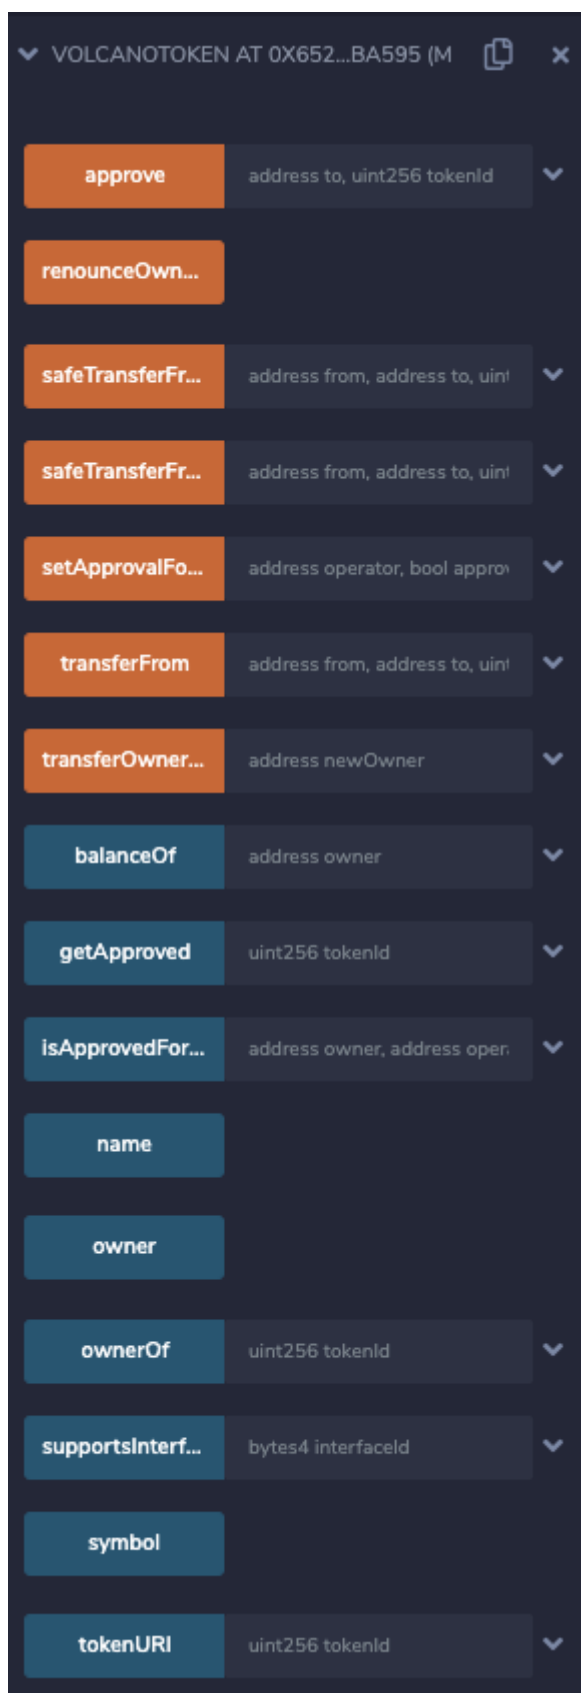 VOLCANOTOKEN AT 0X652...BA595 (M
approve address to, uint256 tokenId
renounceOwn...
safeTransferFr... address from, address to, uint
safeTransferFr... address from, address to, uint
setApprovalFo... address operator, bool approv
transferFrom address from, address to, uint
transferOwner... address newOwner
balanceOf address owner
getApproved uint256 tokenId
isApprovedFor... address owner, address oper
name
owner
ownerOf uint256 tokenId
supportsInterf... bytes4 interfaceId
symbol
tokenURI uint256 tokenId